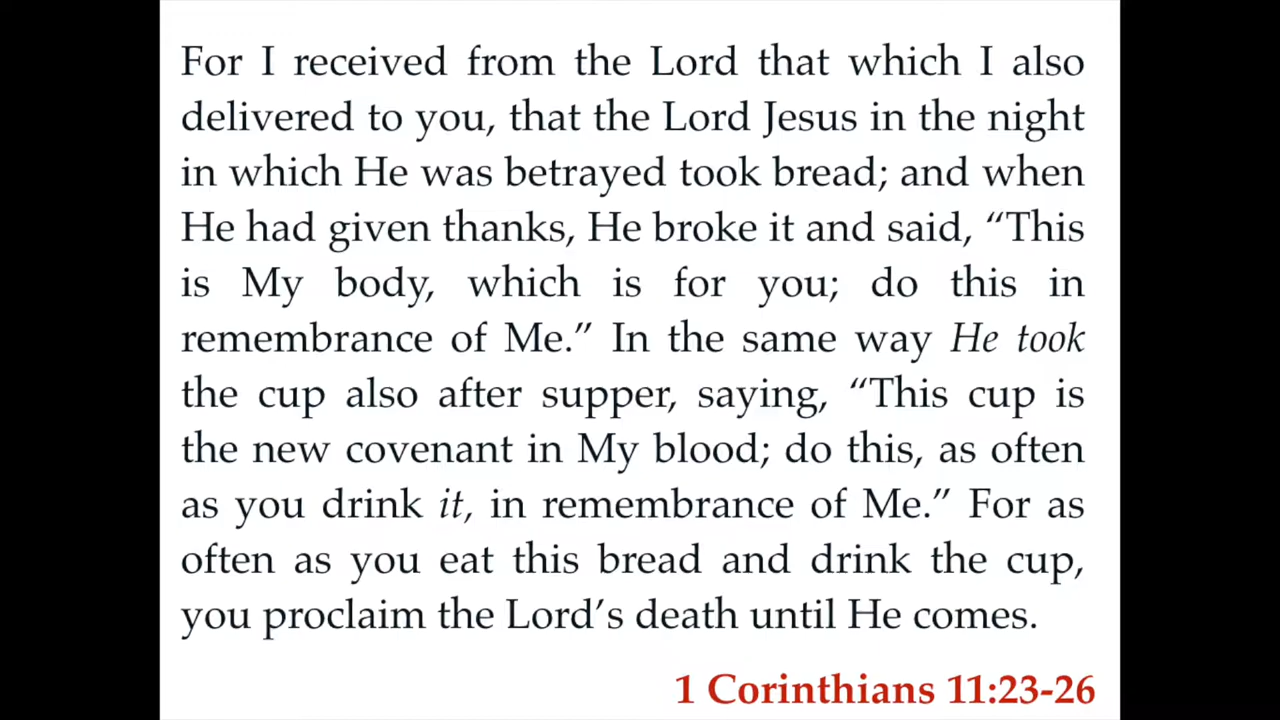 For I received from the Lord that which I also
delivered to you, that the Lord Jesus in the night
in which He was betrayed took bread; and when
He had given thanks, He broke it and said, “This
is My body, which is for you; do this in
remembrance of Me.” In the same way He took
the cup also after supper, saying, “This cup is
the new covenant in My blood; do this, as often
as you drink it, in remembrance of Me.” For as
often as you eat this bread and drink the cup,
you proclaim the Lord’s death until He comes.
1 Corinthians 11:23-26